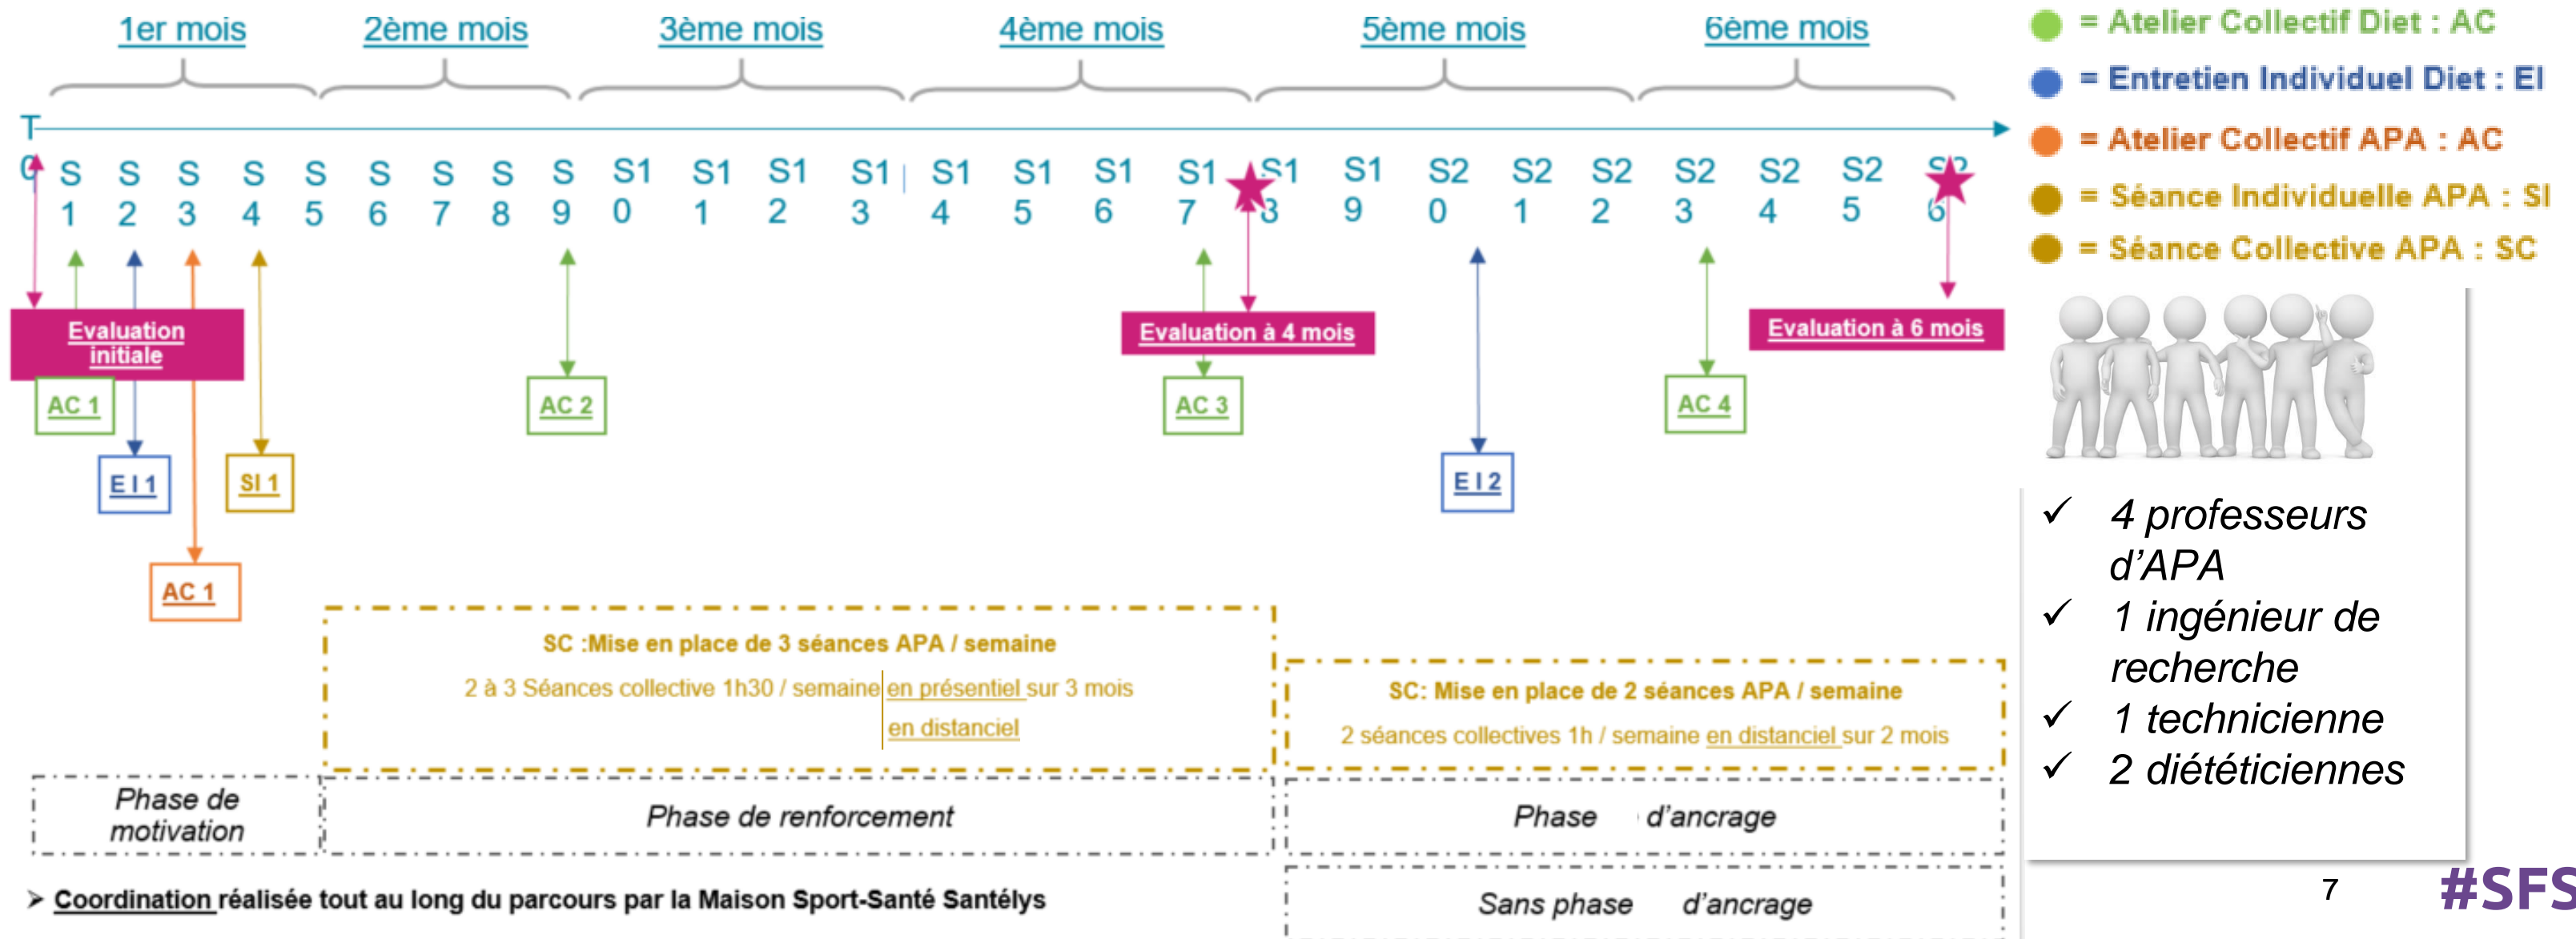 1er mois
2ème mois
3ème mois
4ème mois
5ème mois
6ème mois
T
0
S
1
S
2
S
3
S
4
S
5
S
6
S
7
S
8
S
9
S1
0
S1
1
S1
2
S1
3
S1
4
S1
5
S1
6
S1
7
S1
8
S1
9
S2
0
S2
1
S2
2
S2
3
S2
4
S2
5
S2
6
Evaluation
initiale
Evaluation à 4 mois
Evaluation à 6 mois
AC 1
AC 2
AC 3
AC 4
E I 1
SI 1
E I 2
AC 1
SC :Mise en place de 3 séances APA / semaine
2 à 3 Séances collective 1h30 / semaine en présentiel sur 3 mois
en distanciel
SC: Mise en place de 2 séances APA / semaine
2 séances collectives 1h / semaine en distanciel sur 2 mois
Phase de
motivation
Phase de renforcement
Phase d'ancrage
Sans phase d'ancrage
➢ Coordination réalisée tout au long du parcours par la Maison Sport-Santé Santélys
= Atelier Collectif Diet : AC
= Entretien Individuel Diet : EI
= Atelier Collectif APA : AC
= Séance Individuelle APA : SI
= Séance Collective APA : SC
✓ 4 professeurs
d'APA
✓ 1 ingénieur de
recherche
✓ 1 technicienne
✓ 2 diététiciennes
7
#SFS